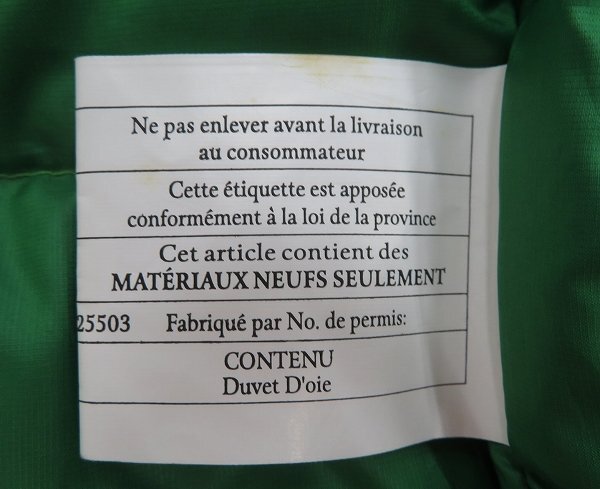 Ne pas enlever avant la livraison
au consommateur
Cette étiquette est apposée
conformément à la loi de la province
Cet article contient des
MATÉRIAUX NEUFS SEULEMENT
25503 Fabriqué par No. de permis:
CONTENU
Duvet D'oie